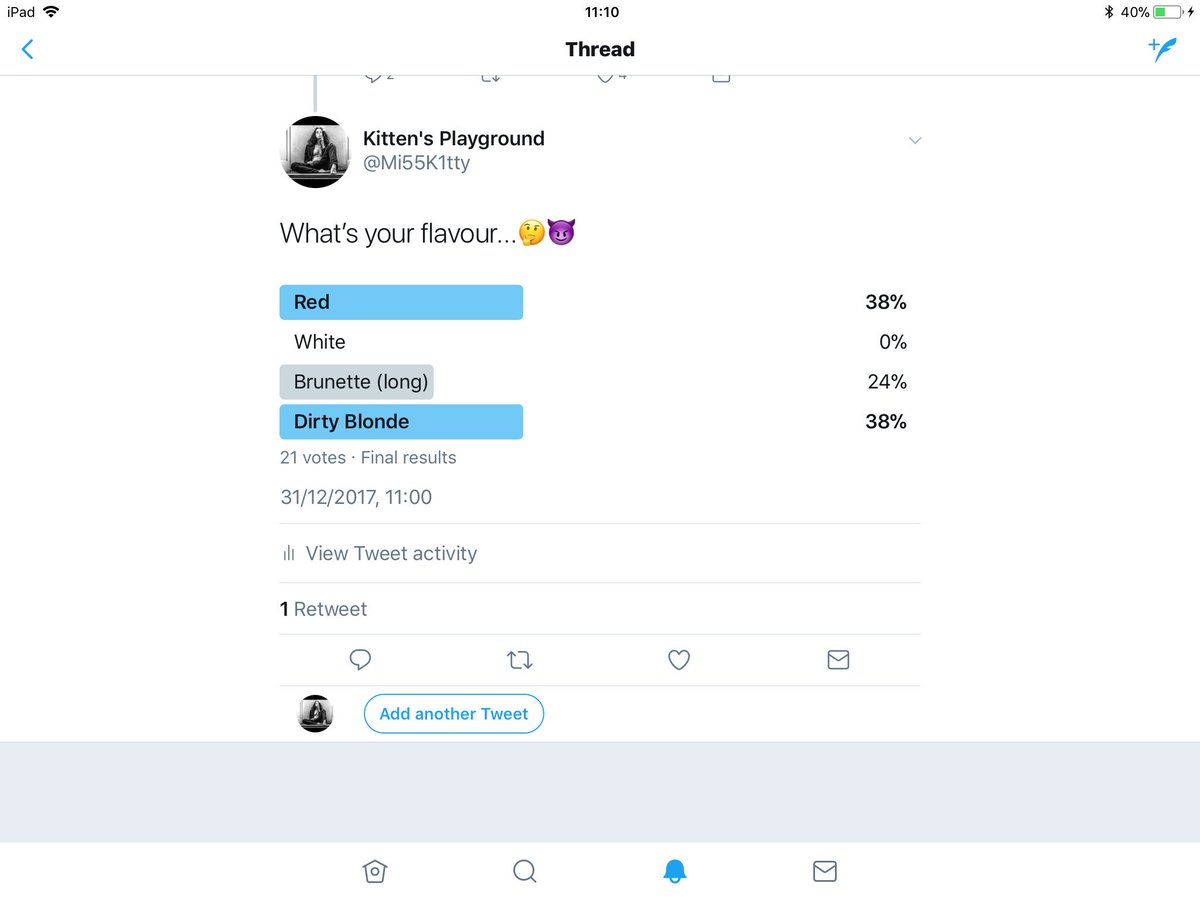 iPad 11:10 40%
Thread
2 4
Kitten's Playground
@Mi55K1tty
What's your flavour...🤔😈
Red 38%
White 0%
Brunette (long) 24%
Dirty Blonde 38%
21 votes · Final results
31/12/2017, 11:00
View Tweet activity
1 Retweet
Add another Tweet